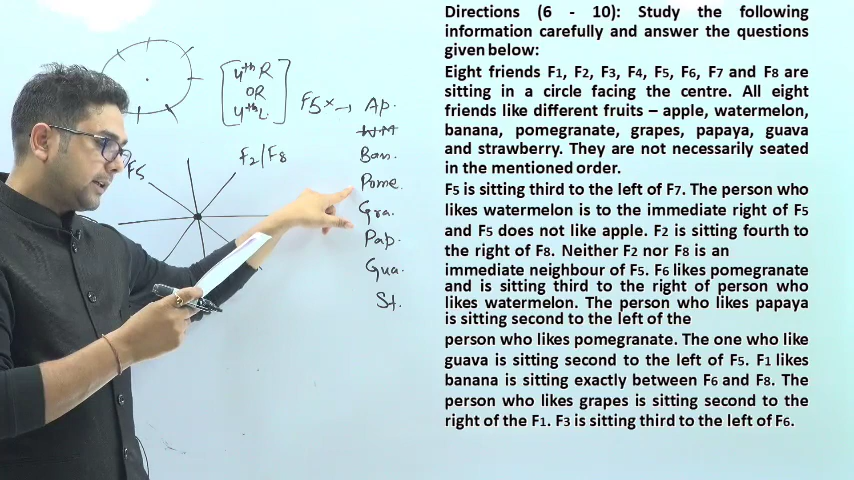 4th R
OR
4th L
F5 x → Ap.
W M
Ban.
Pome.
Gra.
Pap.
Gua.
St.
F5
F2/F8
Directions (6 - 10): Study the following
information carefully and answer the questions
given below:
Eight friends F1, F2, F3, F4, F5, F6, F7 and F8 are
sitting in a circle facing the centre. All eight
friends like different fruits – apple, watermelon,
banana, pomegranate, grapes, papaya, guava
and strawberry. They are not necessarily seated
in the mentioned order.
F5 is sitting third to the left of F7. The person who
likes watermelon is to the immediate right of F5
and F5 does not like apple. F2 is sitting fourth to
the right of F8. Neither F2 nor F8 is an
immediate neighbour of F5. F6 likes pomegranate
and is sitting third to the right of person who
likes watermelon. The person who likes papaya
is sitting second to the left of the
person who likes pomegranate. The one who like
guava is sitting second to the left of F5. F1 likes
banana is sitting exactly between F6 and F8. The
person who likes grapes is sitting second to the
right of the F1. F3 is sitting third to the left of F6.